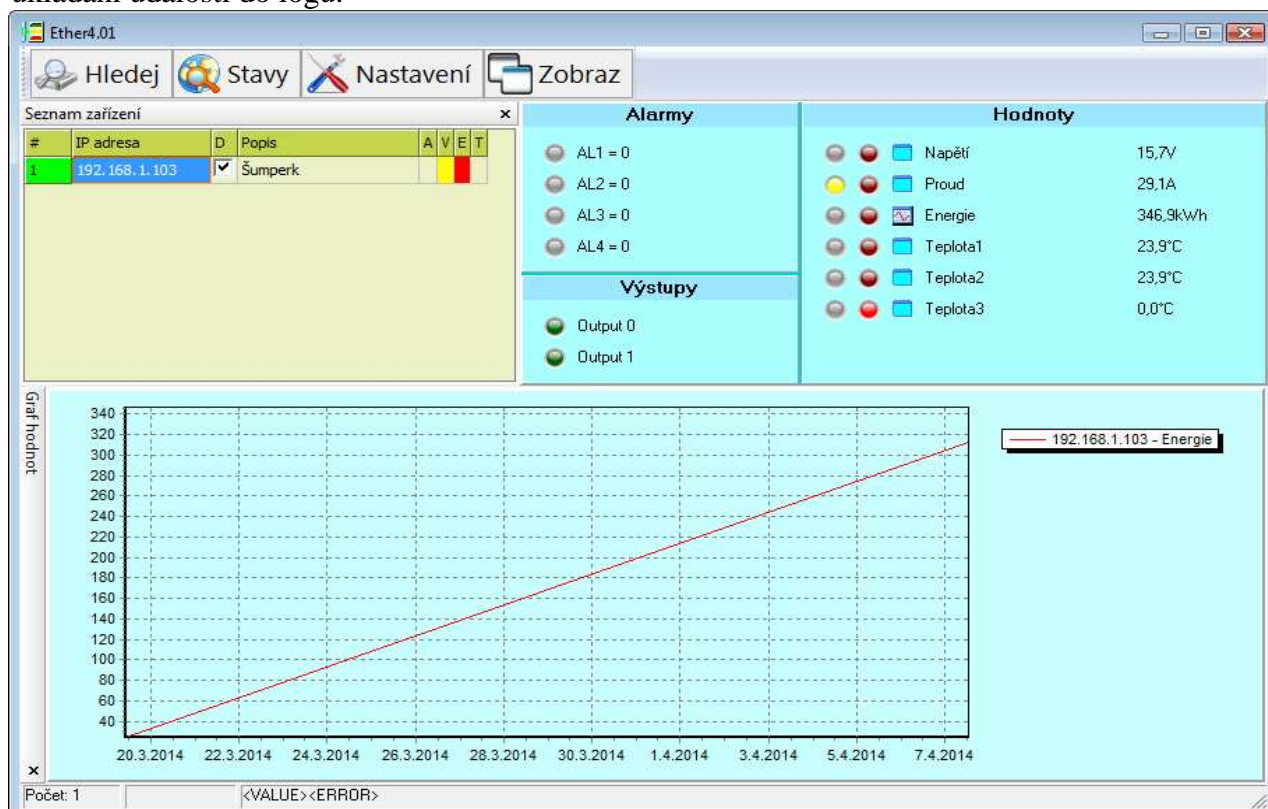 ukládání událostí do logu.
Ether4.01
Hledej Stavy Nastavení Zobraz
Seznam zařízení x
# IP adresa D Popis A V E T
1 192.168.1.103 Šumperk
Alarmy
AL1 = 0
AL2 = 0
AL3 = 0
AL4 = 0
Výstupy
Output 0
Output 1
Hodnoty
Napětí 15,7V
Proud 29,1A
Energie 346,9kWh
Teplota1 23,9°C
Teplota2 23,9°C
Teplota3 0,0°C
Graf hodnot
x
340
320
300
280
260
240
220
200
180
160
140
120
100
80
60
40
20.3.2014 22.3.2014 24.3.2014 26.3.2014 28.3.2014 30.3.2014 1.4.2014 3.4.2014 5.4.2014 7.4.2014
192.168.1.103 - Energie
Počet: 1 <VALUE><ERROR>